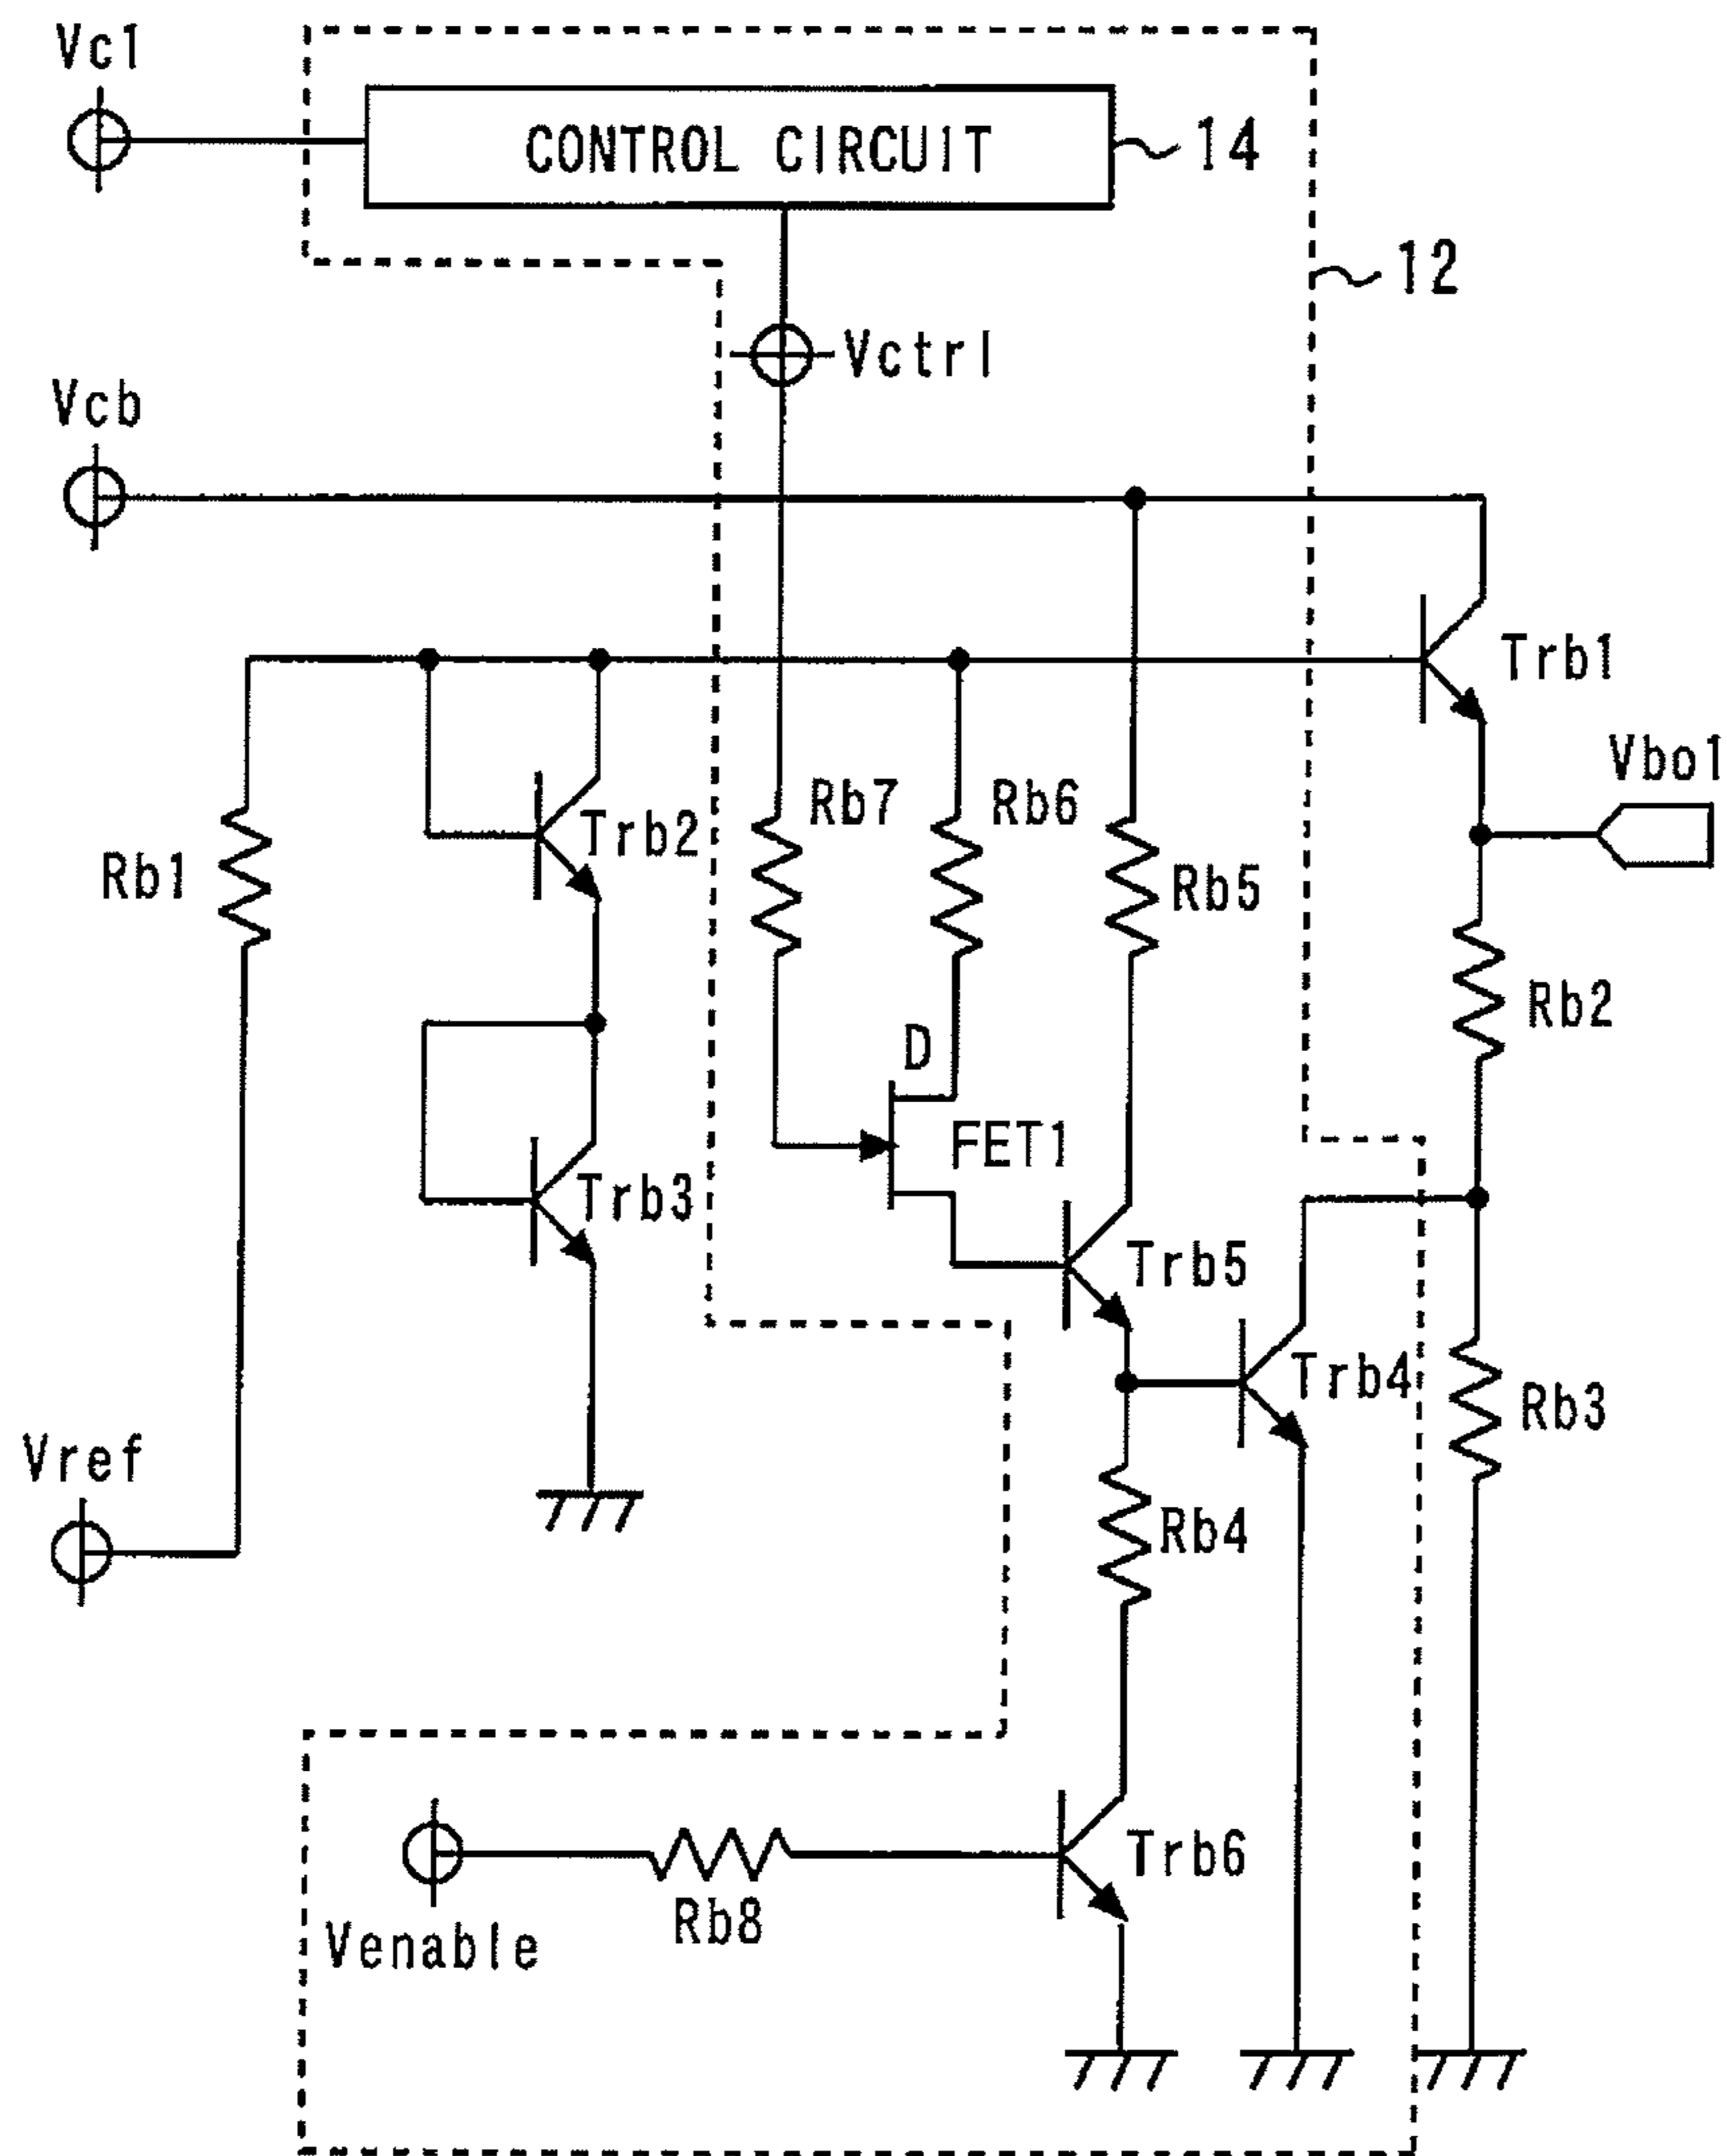 Vc1
CONTROL CIRCUIT
14
12
Vctrl
Vcb
Trb1
Vbo1
Rb7
Rb6
Trb2
Rb1
Rb5
Rb2
D
FET1
Trb3
Trb5
Trb4
Rb3
Vref
Rb4
Trb6
Rb8
Venable